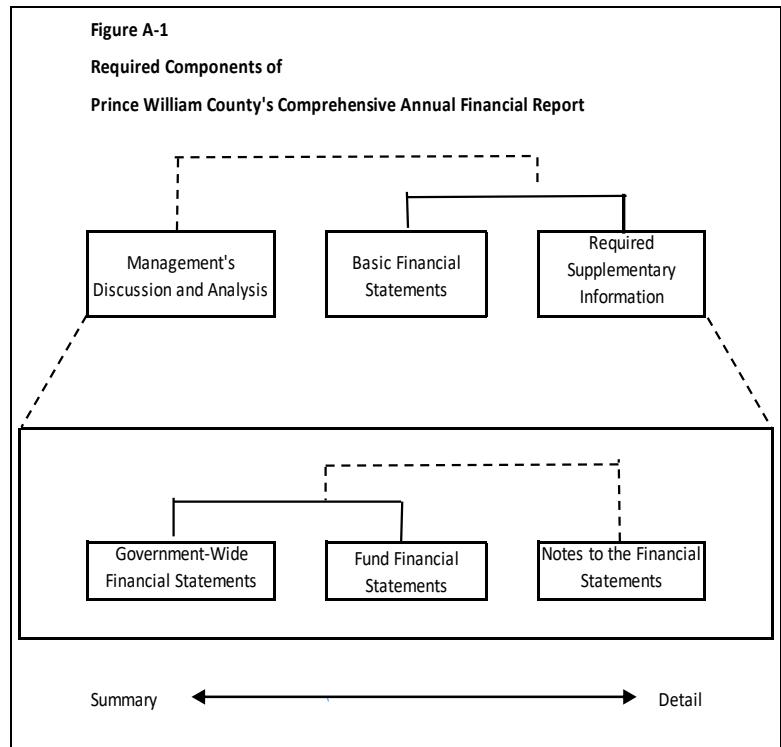 Figure A-1
Required Components of
Prince William County's Comprehensive Annual Financial Report
Management's
Discussion and Analysis
Basic Financial
Statements
Required
Supplementary
Information
Government-Wide
Financial Statements
Fund Financial
Statements
Notes to the Financial
Statements
Summary
Detail